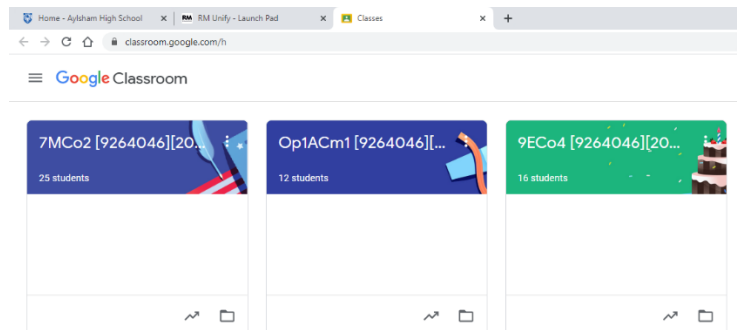 Home - Aylsham High School
RM
RM Unify - Launch Pad
Classes
classroom.google.com/h
Google Classroom
7MCo2 [9264046][20...
25 students
Op1ACm1 [9264046][...
12 students
9ECo4 [9264046][20...
16 students